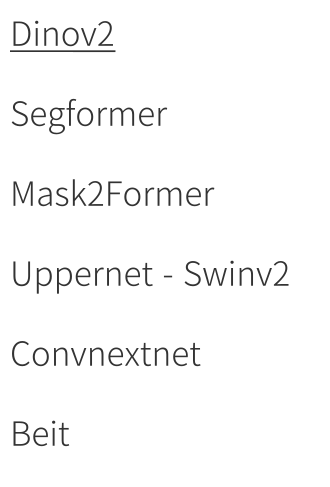 Dinov2
Segformer
Mask2Former
Uppernet - Swinv2
Convnextnet
Beit